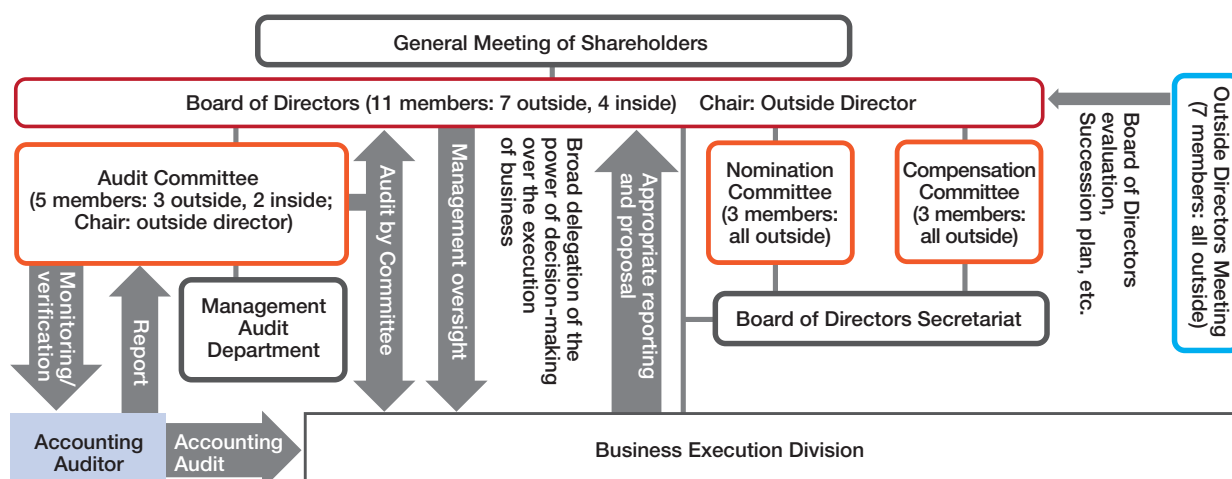 General Meeting of Shareholders
Board of Directors (11 members: 7 outside, 4 inside) Chair: Outside Director
Audit Committee
(5 members: 3 outside, 2 inside;
Chair: outside director)
Monitoring/
verification
Report
Management
Audit
Department
Audit by Committee
Management oversight
Broad delegation of the
power of decision-making
over the execution
of business
Appropriate reporting
and proposal
Nomination
Committee
(3 members:
all outside)
Compensation
Committee
(3 members:
all outside)
Board of Directors Secretariat
Board of Directors
evaluation,
Succession plan, etc.
Outside Directors Meeting
(7 members: all outside)
Accounting
Auditor
Accounting
Audit
Business Execution Division